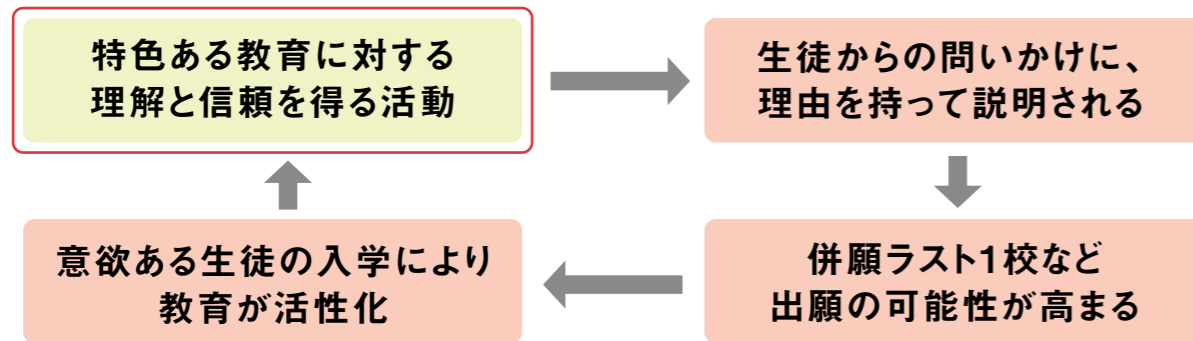 特色ある教育に対する
理解と信頼を得る活動
生徒からの問いかけに、
理由を持って説明される
併願ラスト1校など
出願の可能性が高まる
意欲ある生徒の入学により
教育が活性化